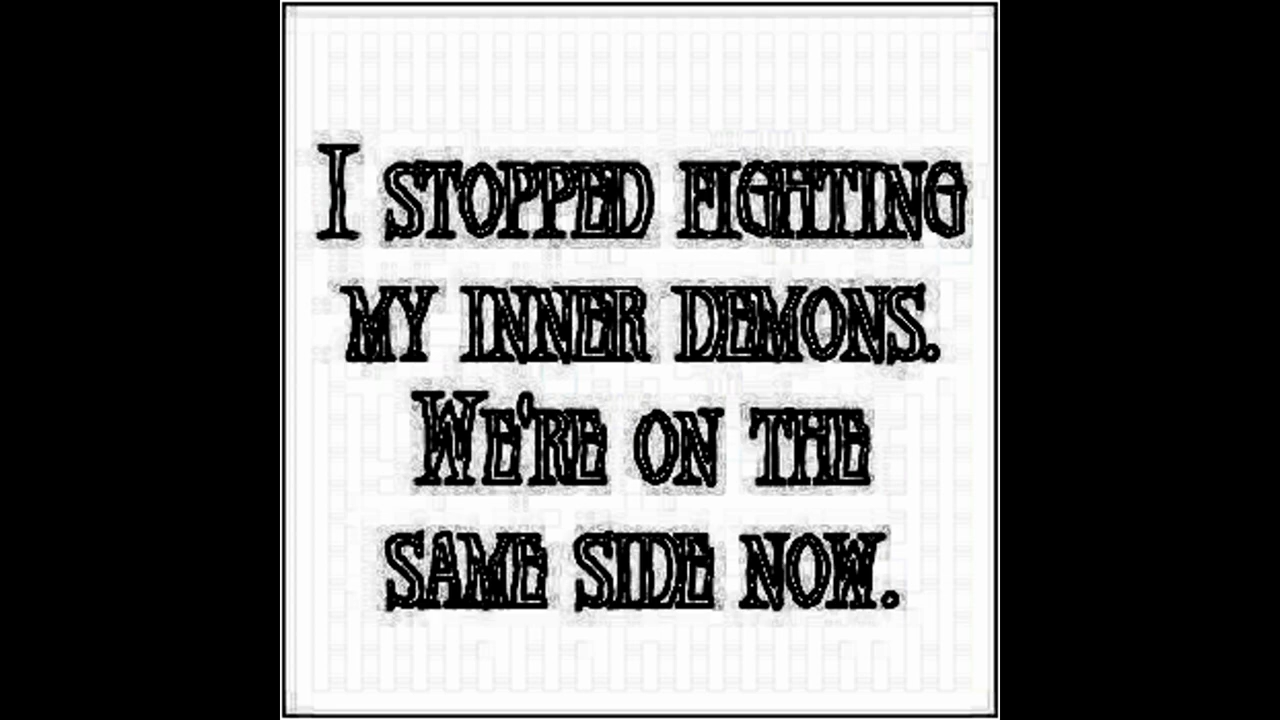 I STOPPED FIGHTING
MY INNER DEMONS.
WE'RE ON THE
SAME SIDE NOW.